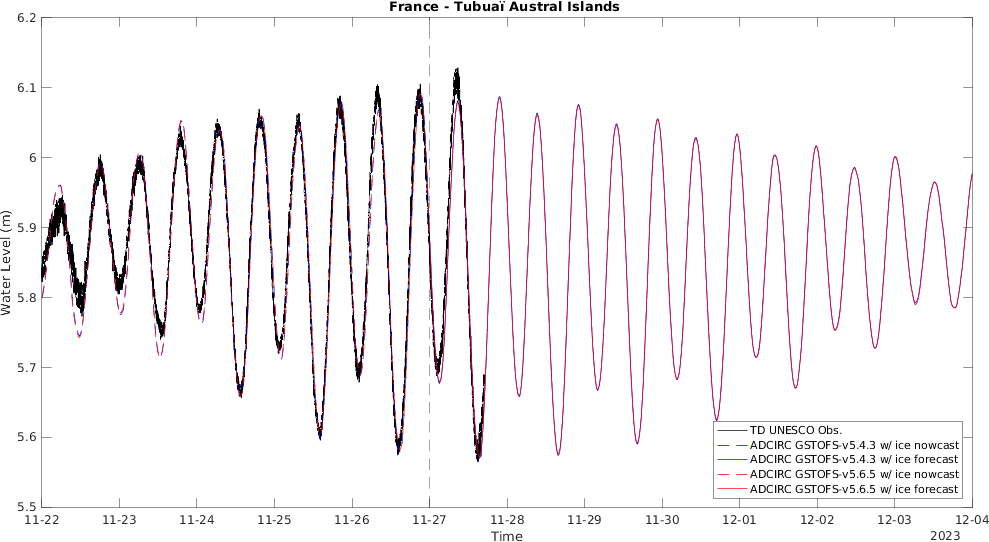 France - Tubuaï Austral Islands
6.2
6.1
6
5.9
5.8
5.7
5.6
5.5
Water Level (m)
TD UNESCO Obs.
ADCIRC GSTOFS-v5.4.3 w/ ice nowcast
ADCIRC GSTOFS-v5.4.3 w/ ice forecast
ADCIRC GSTOFS-v5.6.5 w/ ice nowcast
ADCIRC GSTOFS-v5.6.5 w/ ice forecast
11-22 11-23 11-24 11-25 11-26 11-27 11-28 11-29 11-30 12-01 12-02 12-03 12-04
Time
2023